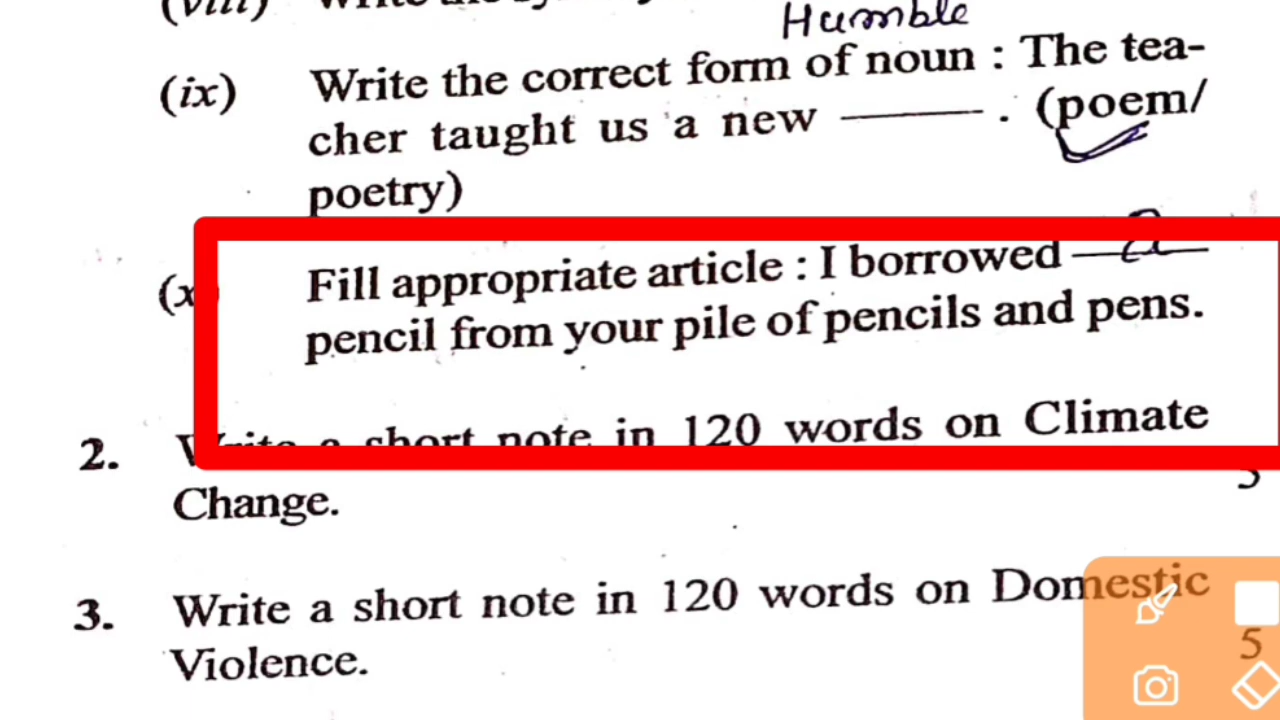 Humble
(ix) Write the correct form of noun : The tea-
cher taught us a new ——— . (poem/
poetry)
Fill appropriate article : I borrowed — a —
pencil from your pile of pencils and pens.
2. Write a short note in 120 words on Climate
Change.
3. Write a short note in 120 words on Domestic
5
Violence.